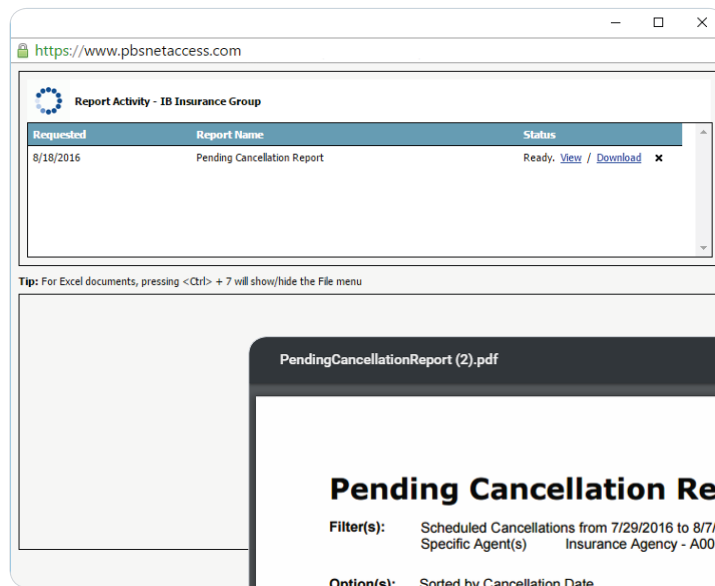 https://www.pbsnetaccess.com
Report Activity - IB Insurance Group
Requested Report Name Status
8/18/2016 Pending Cancellation Report Ready. View / Download ×
Tip: For Excel documents, pressing <Ctrl> + 7 will show/hide the File menu
PendingCancellationReport (2).pdf
Pending Cancellation Re
Filter(s): Scheduled Cancellations from 7/29/2016 to 8/7/
Specific Agent(s) Insurance Agency - A00
Option(s): Sorted by Cancellation Date